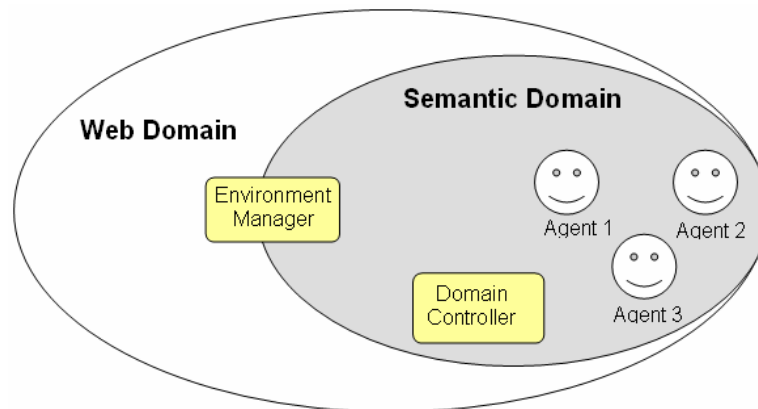 Semantic Domain
Web Domain
Environment
Manager
Agent 1
Agent 2
Agent 3
Domain
Controller